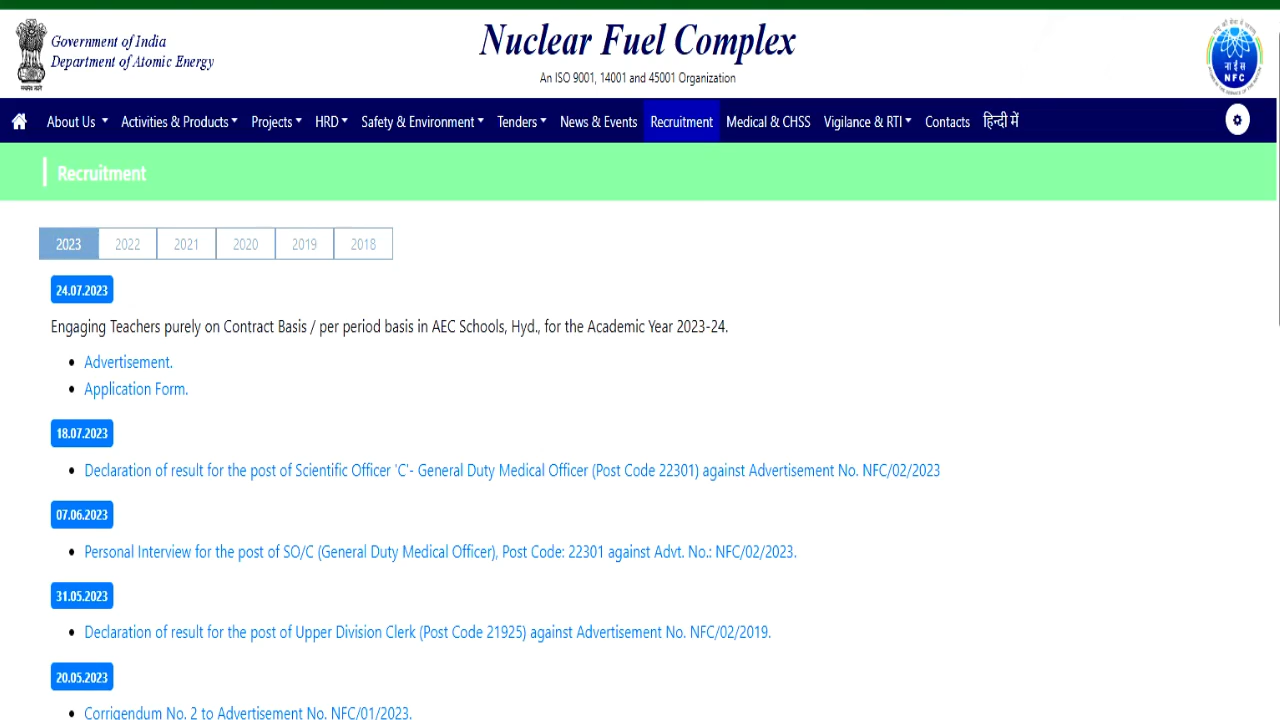 Government of India
Department of Atomic Energy
Nuclear Fuel Complex
An ISO 9001, 14001 and 45001 Organization
सत्यमेव जयते
नाईस
NFC
About Us Activities & Products Projects HRD Safety & Environment Tenders News & Events Recruitment Medical & CHSS Vigilance & RTI Contacts हिन्दी में
Recruitment
2023 2022 2021 2020 2019 2018
24.07.2023
Engaging Teachers purely on Contract Basis / per period basis in AEC Schools, Hyd., for the Academic Year 2023-24.
Advertisement.
Application Form.
18.07.2023
Declaration of result for the post of Scientific Officer 'C'- General Duty Medical Officer (Post Code 22301) against Advertisement No. NFC/02/2023
07.06.2023
Personal Interview for the post of SO/C (General Duty Medical Officer), Post Code: 22301 against Advt. No.: NFC/02/2023.
31.05.2023
Declaration of result for the post of Upper Division Clerk (Post Code 21925) against Advertisement No. NFC/02/2019.
20.05.2023
Corrigendum No. 2 to Advertisement No. NFC/01/2023.